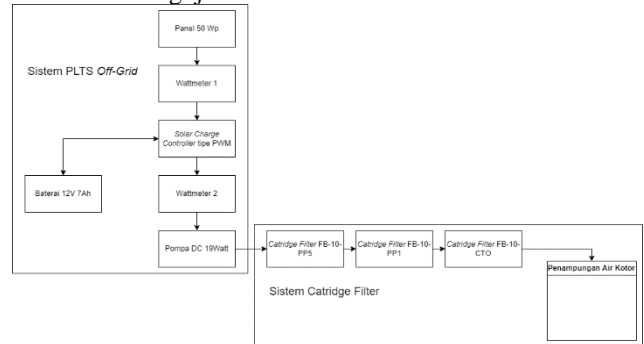 Panel 50 Wp
Sistem PLTS Off-Grid
Wattmeter 1
Solar Charge
Controller tipe PWM
Baterai 12V 7Ah
Wattmeter 2
Pompa DC 19Watt
Catridge Filter FB-10-
PP5
Catridge Filter FB-10-
PP1
Catridge Filter FB-10-
CTO
Penampungan Air Kotor
Sistem Catridge Filter